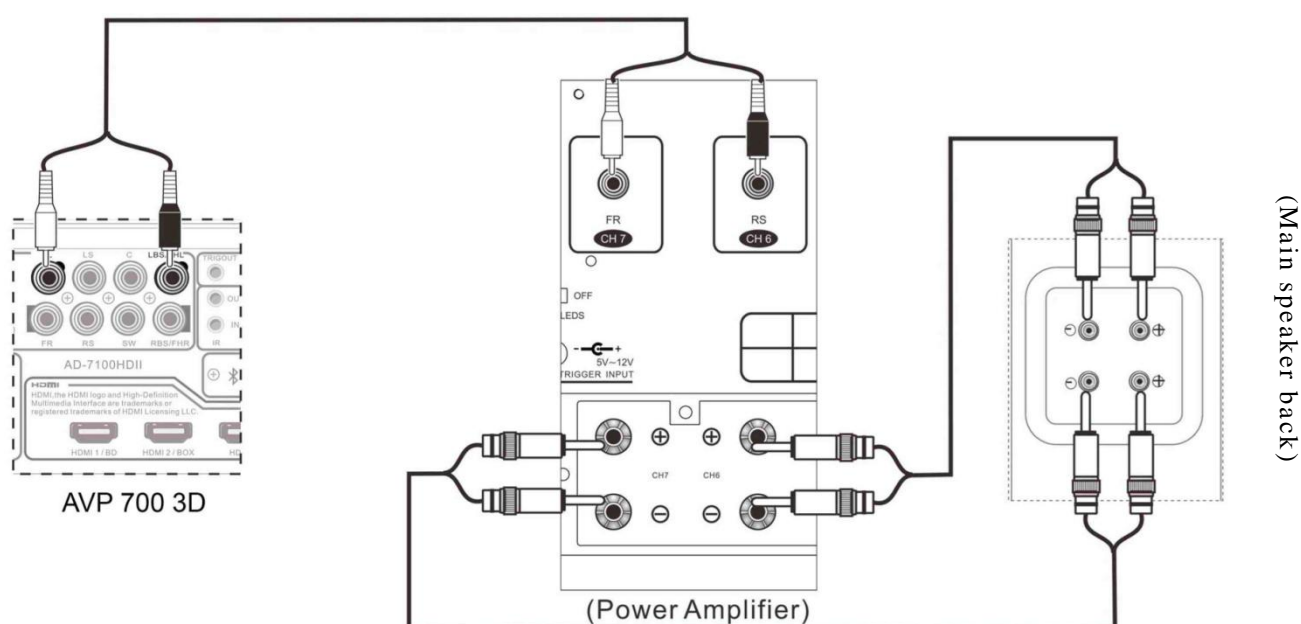 LS
C
LBS/FHL
TRIGOUT
OUT
IN
FR
RS
SW
RBS/FHR
IR
AD-7100HDII
HDMI
HDMI,the HDMI logo and High-Definition
Multimedia Interface are trademarks or
registered trademarks of HDMI Licensing LLC.
HDMI 1 / BD
HDMI 2 / BOX
HD
AVP 700 3D
FR
CH 7
RS
CH 6
OFF
LEDS
5V~12V
TRIGGER INPUT
CH7
CH6
(Power Amplifier)
(Main speaker back)